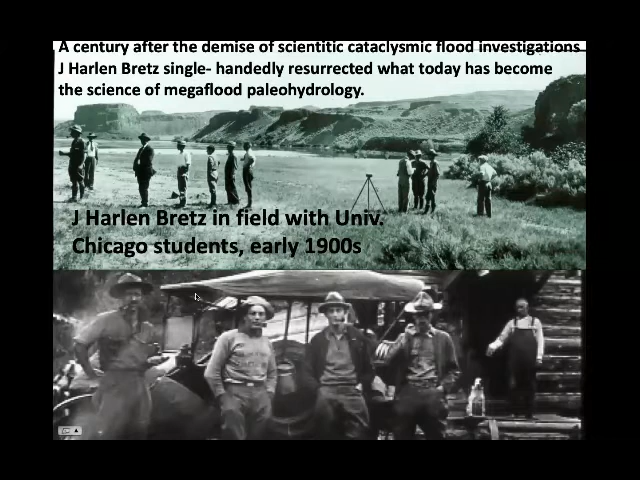 A century after the demise of scientitic cataclysmic flood investigations
J Harlen Bretz single- handedly resurrected what today has become
the science of megaflood paleohydrology.
J Harlen Bretz in field with Univ.
Chicago students, early 1900s